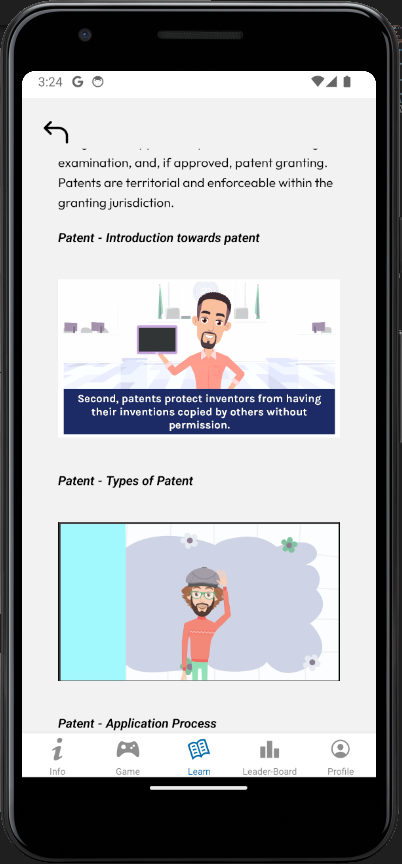 3:24 G
examination, and, if approved, patent granting.
Patents are territorial and enforceable within the
granting jurisdiction.
Patent - Introduction towards patent
Second, patents protect inventors from having
their inventions copied by others without
permission.
Patent - Types of Patent
Patent - Application Process
Info Game Learn Leader-Board Profile